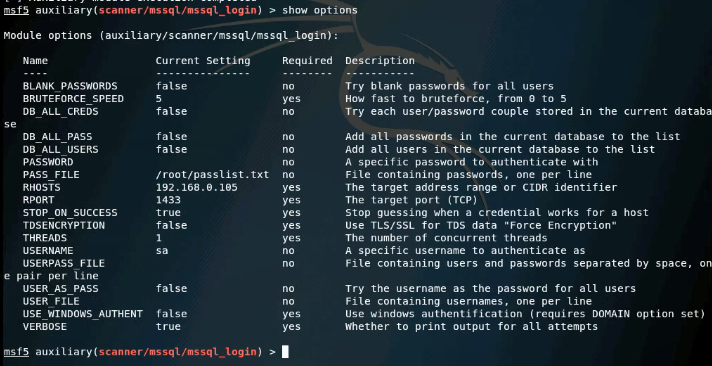 [*] Auxiliary module execution completed
msf5 auxiliary(scanner/mssql/mssql_login) > show options
Module options (auxiliary/scanner/mssql/mssql_login):
Name Current Setting Required Description
---- --------------- -------- -----------
BLANK_PASSWORDS false no Try blank passwords for all users
BRUTEFORCE_SPEED 5 yes How fast to bruteforce, from 0 to 5
DB_ALL_CREDS false no Try each user/password couple stored in the current databa
se
DB_ALL_PASS false no Add all passwords in the current database to the list
DB_ALL_USERS false no Add all users in the current database to the list
PASSWORD no A specific password to authenticate with
PASS_FILE /root/passlist.txt no File containing passwords, one per line
RHOSTS 192.168.0.105 yes The target address range or CIDR identifier
RPORT 1433 yes The target port (TCP)
STOP_ON_SUCCESS true yes Stop guessing when a credential works for a host
TDSENCRYPTION false yes Use TLS/SSL for TDS data "Force Encryption"
THREADS 1 yes The number of concurrent threads
USERNAME sa no A specific username to authenticate as
USERPASS_FILE no File containing users and passwords separated by space, on
e pair per line
USER_AS_PASS false no Try the username as the password for all users
USER_FILE no File containing usernames, one per line
USE_WINDOWS_AUTHENT false yes Use windows authentification (requires DOMAIN option set)
VERBOSE true yes Whether to print output for all attempts
msf5 auxiliary(scanner/mssql/mssql_login) >